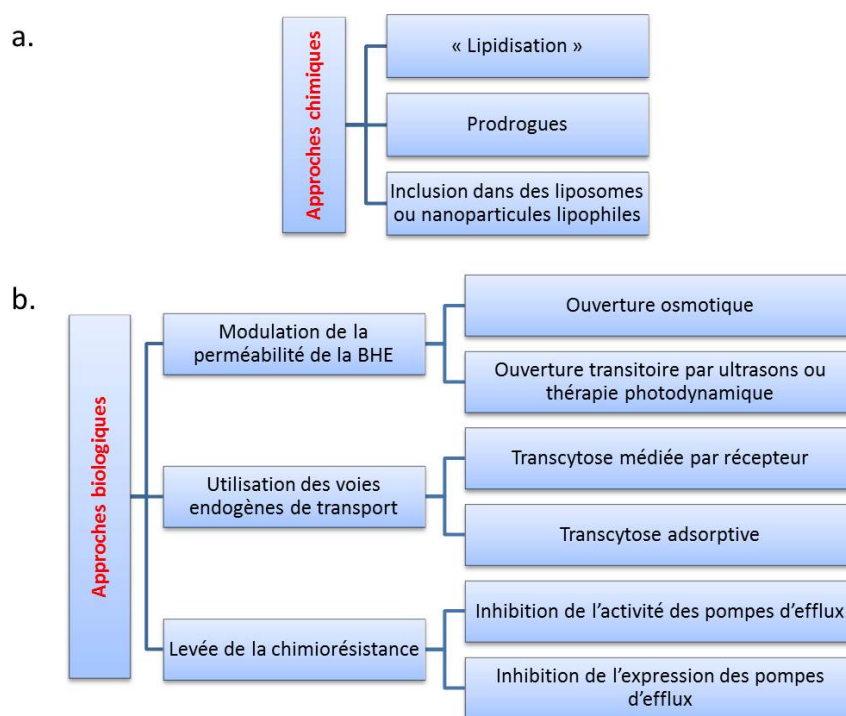 a.
Approches chimiques
« Lipidisation »
Prodrogues
Inclusion dans des liposomes
ou nanoparticules lipophiles
b.
Approches biologiques
Modulation de la
perméabilité de la BHE
Ouverture osmotique
Ouverture transitoire par ultrasons ou
thérapie photodynamique
Utilisation des voies
endogènes de transport
Transcytose médiée par récepteur
Transcytose adsorptive
Levée de la chimiorésistance
Inhibition de l'activité des pompes d'efflux
Inhibition de l'expression des pompes
d'efflux